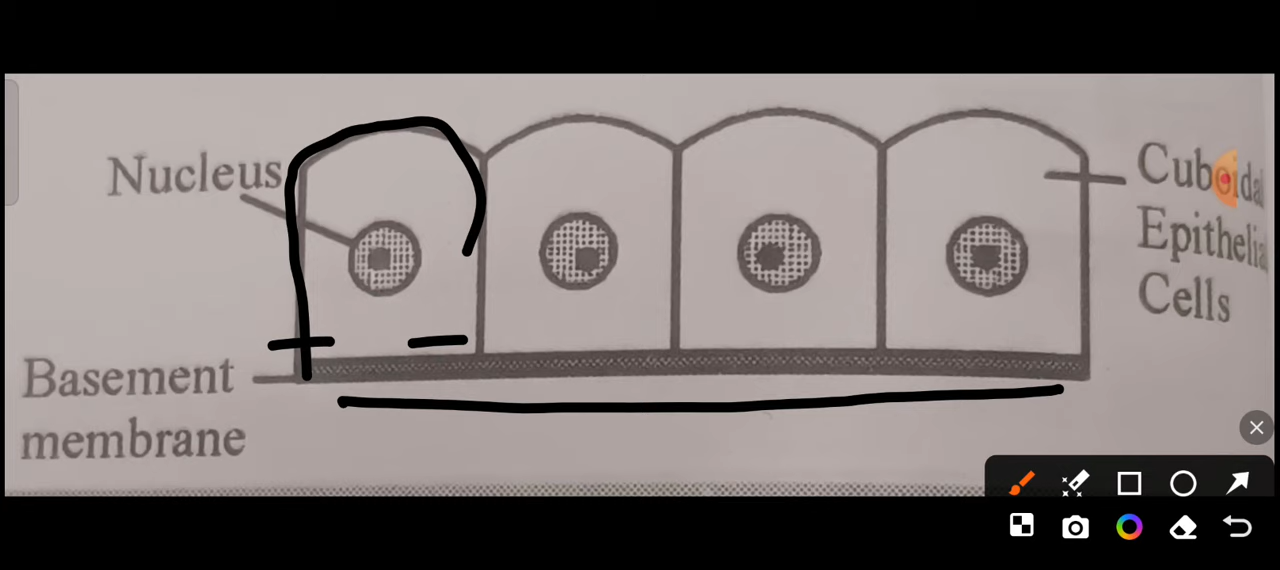 Nucleus
Cuboidal
Epithelial
Cells
Basement
membrane